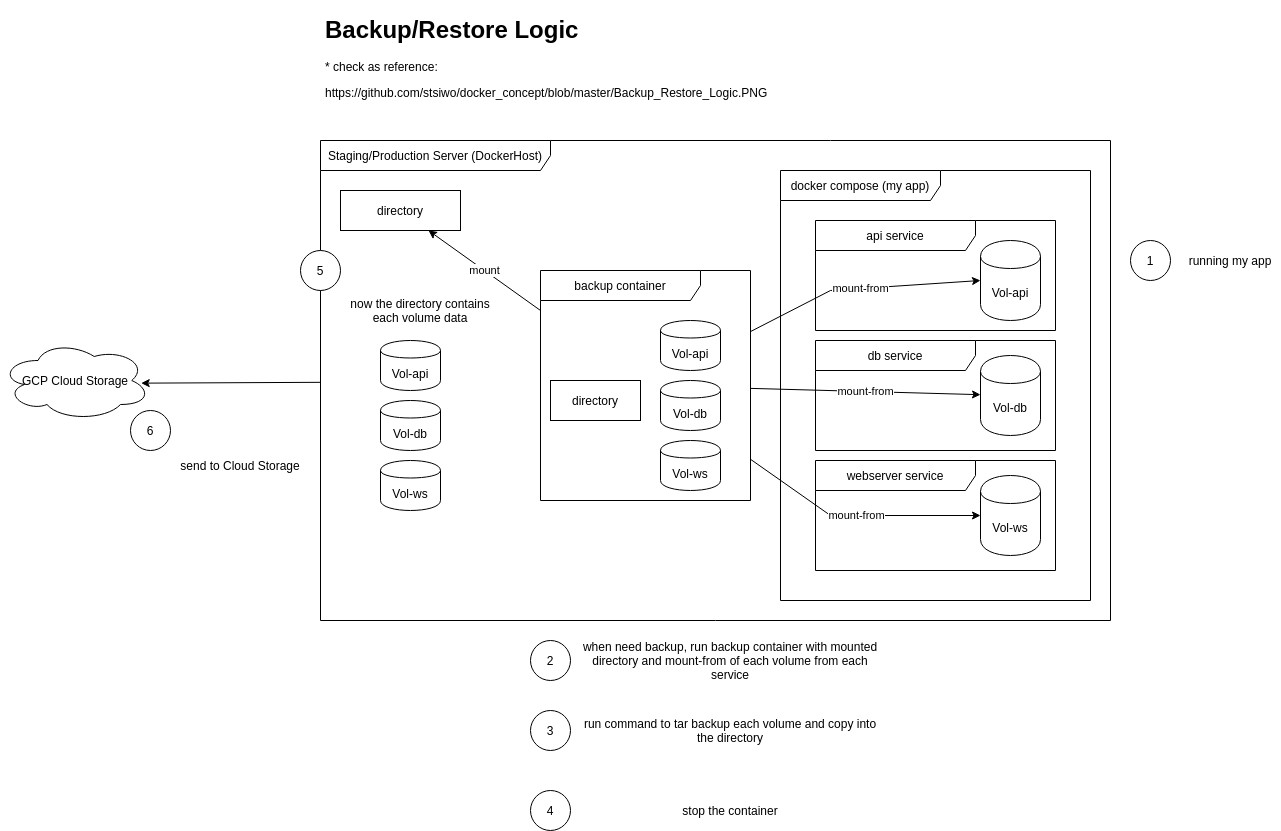 Backup/Restore Logic
* check as reference:
https://github.com/stsiwo/docker_concept/blob/master/Backup_Restore_Logic.PNG
Staging/Production Server (DockerHost)
directory
5
mount
now the directory contains
each volume data
Vol-api
Vol-db
Vol-ws
GCP Cloud Storage
6
send to Cloud Storage
backup container
directory
Vol-api
Vol-db
Vol-ws
docker compose (my app)
api service
mount-from
Vol-api
db service
mount-from
Vol-db
webserver service
mount-from
Vol-ws
1
running my app
2
when need backup, run backup container with mounted
directory and mount-from of each volume from each
service
3
run command to tar backup each volume and copy into
the directory
4
stop the container